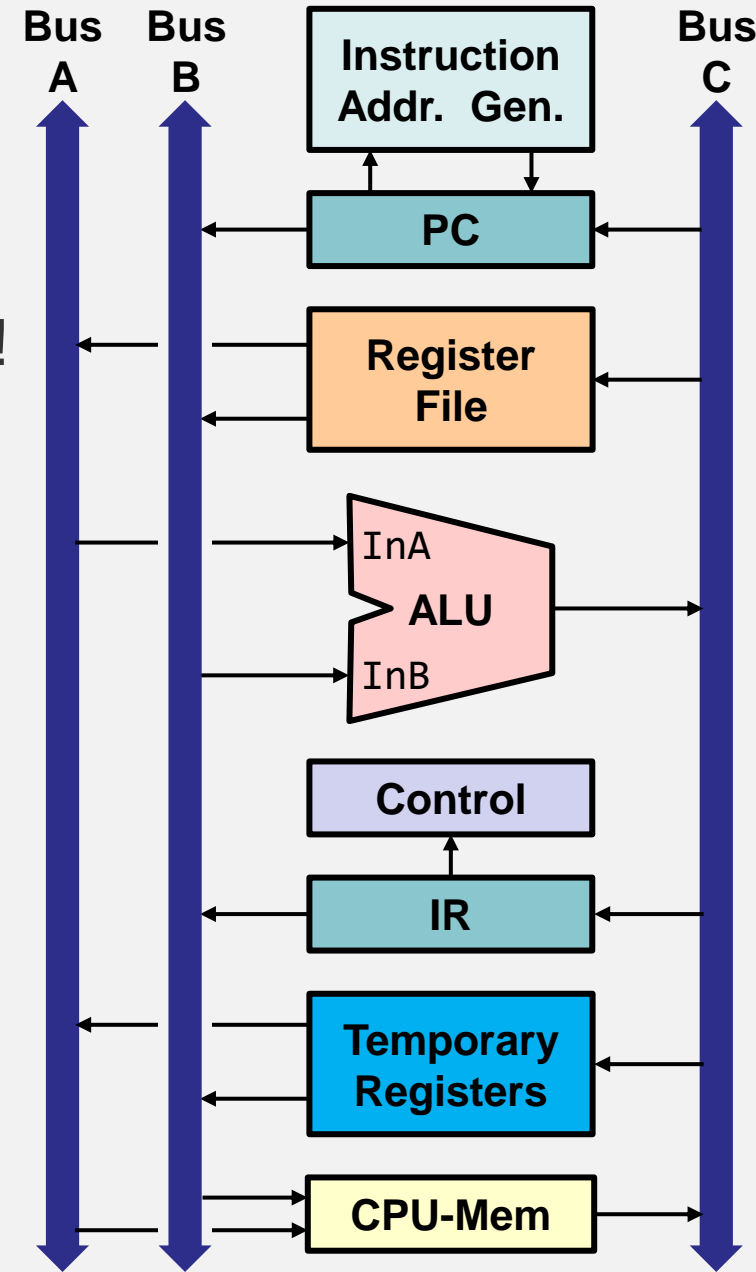 Bus
A
Bus
B
Bus
C
Instruction
Addr. Gen.
PC
!
Register
File
InA
ALU
InB
Control
IR
Temporary
Registers
CPU-Mem